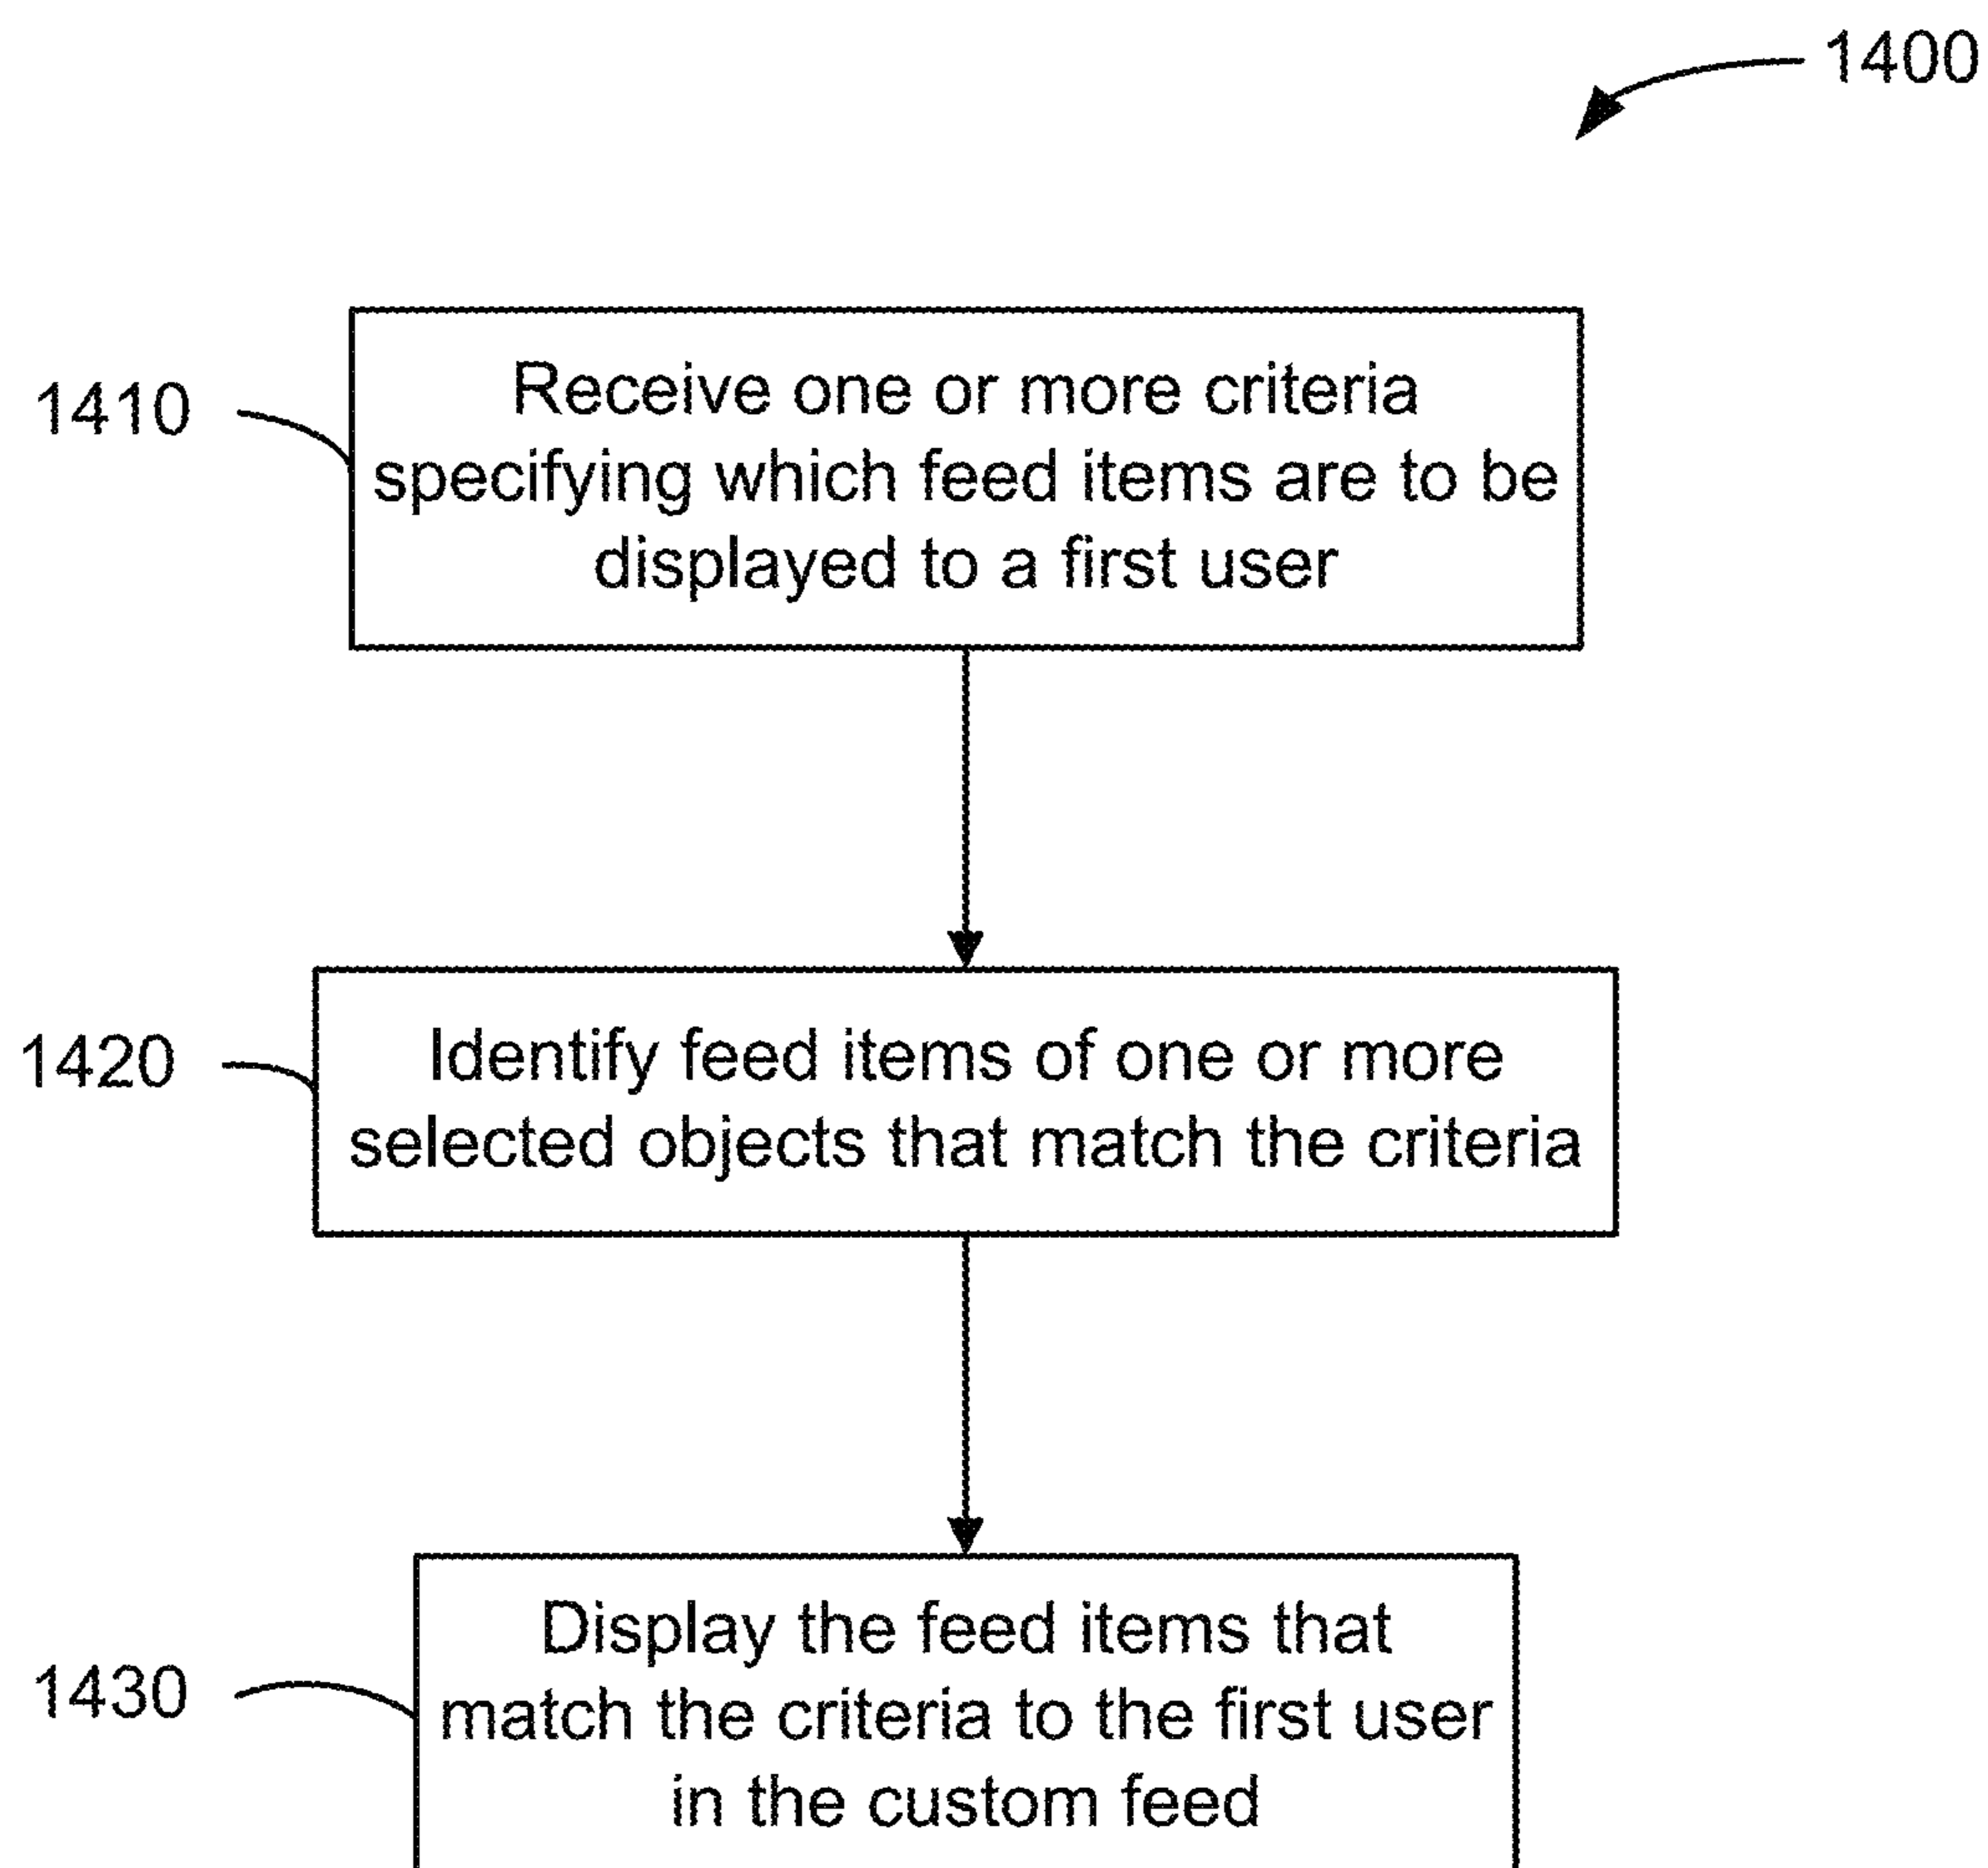 1400
1410
Receive one or more criteria
specifying which feed items are to be
displayed to a first user
1420
Identify feed items of one or more
selected objects that match the criteria
1430
Display the feed items that
match the criteria to the first user
in the custom feed